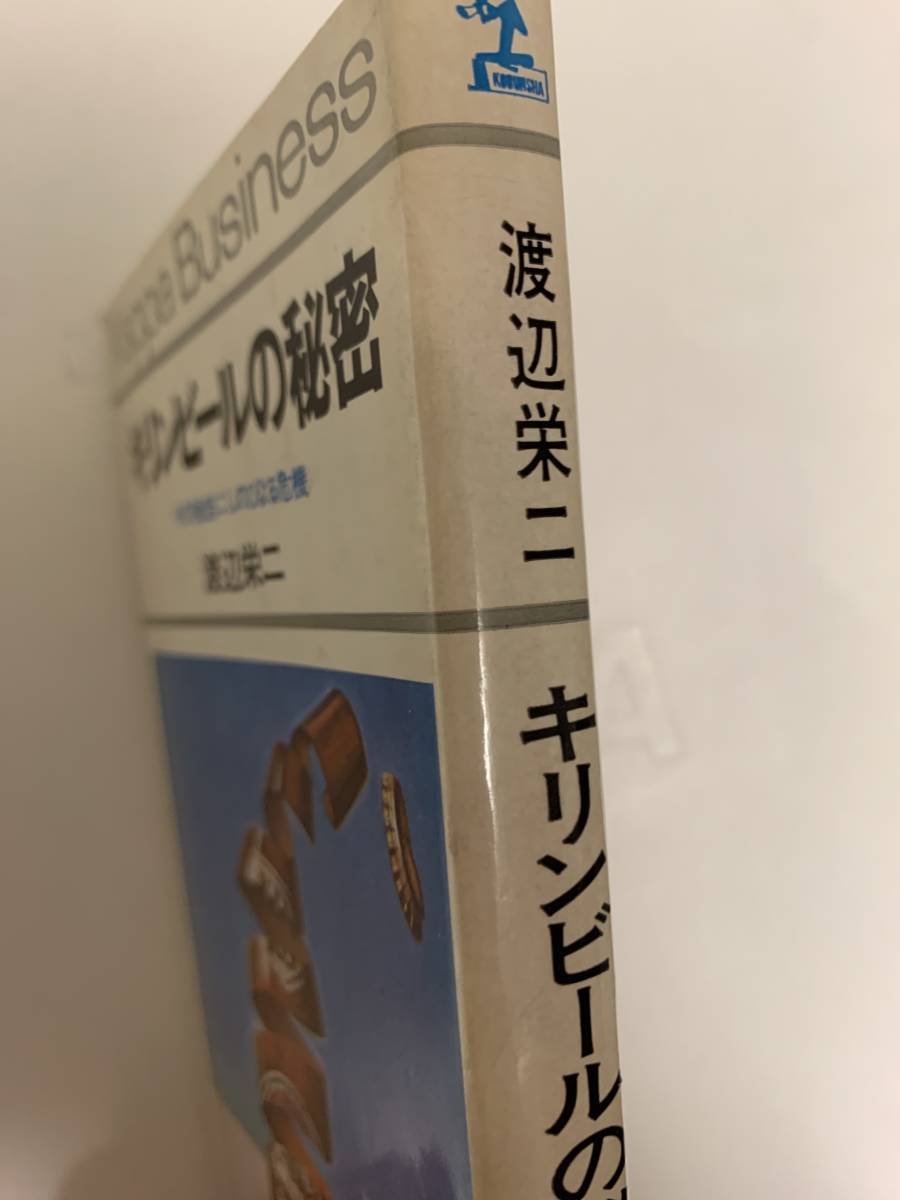 Business
キリンビールの秘密
渡辺栄二
KOBUNSHA
渡辺栄二
キリンビールの